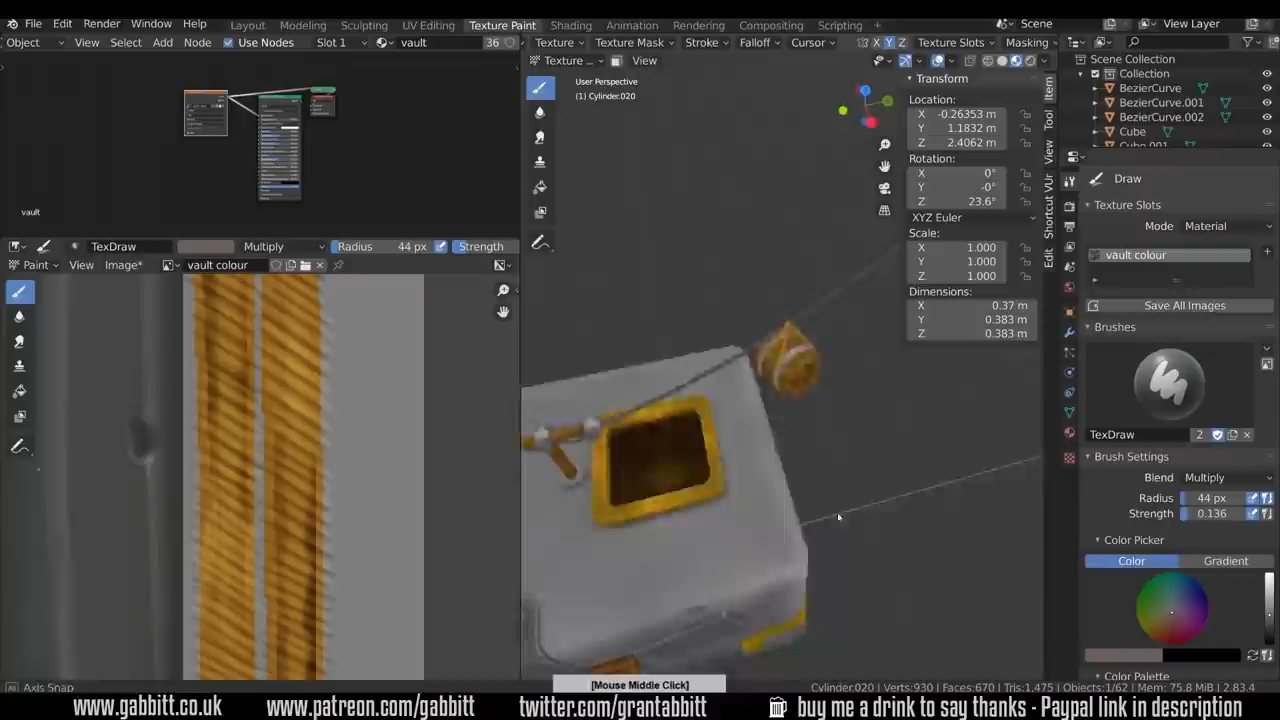 File Edit Render Window Help Layout Modeling Sculpting UV Editing Texture Paint Shading Animation Rendering Compositing Scripting + Scene View Layer
Object View Select Add Node Use Nodes Slot 1 vault 36 Texture Texture Mask Stroke Falloff Cursor X Y Z Texture Slots Masking
Texture ... View
Scene Collection
Collection
BezierCurve
BezierCurve.001
BezierCurve.002
Cube
Cube.001
User Perspective
(1) Cylinder.020
Transform
Location:
X -0.26353 m
Y 1.1832 m
Z 2.4062 m
Rotation:
X 0°
Y -0°
Z 23.6°
XYZ Euler
Scale:
X 1.000
Y 1.000
Z 1.000
Dimensions:
X 0.37 m
Y 0.383 m
Z 0.383 m
Item
Tool
View
Shortcut VUr
Edit
vault
TexDraw Multiply Radius 44 px Strength
Paint View Image* vault colour
Draw
Texture Slots
Mode Material
vault colour
Save All Images
Brushes
TexDraw 2
Brush Settings
Blend Multiply
Radius 44 px
Strength 0.136
Color Picker
Color Gradient
Color Palette
Axis Snap
[Mouse Middle Click]
Cylinder.020 | Verts:930 | Faces:670 | Tris:1,475 | Objects:1/62 | Mem: 75.8 MiB | 2.83.4
www.gabbitt.co.uk www.patreon.com/gabbitt twitter.com/grantabbitt buy me a drink to say thanks - Paypal link in description